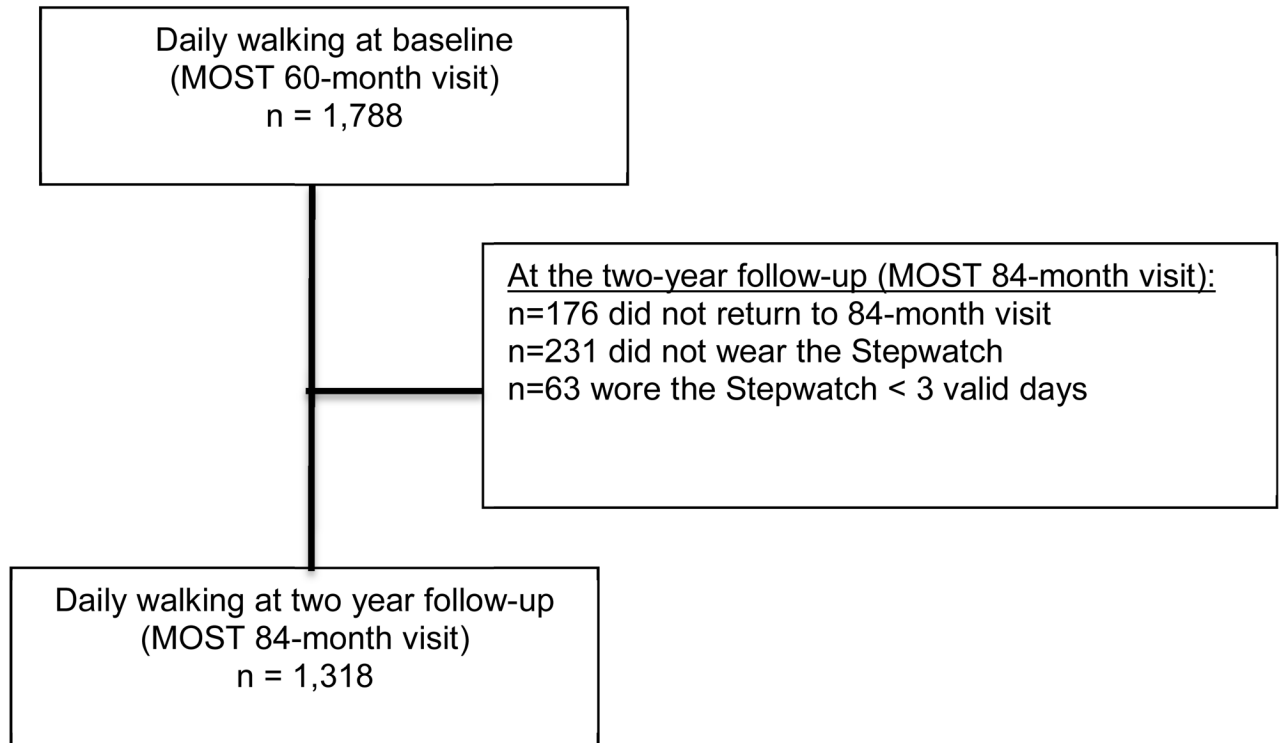 Daily walking at baseline
(MOST 60-month visit)
n = 1,788
At the two-year follow-up (MOST 84-month visit):
n=176 did not return to 84-month visit
n=231 did not wear the Stepwatch
n=63 wore the Stepwatch < 3 valid days
Daily walking at two year follow-up
(MOST 84-month visit)
n = 1,318